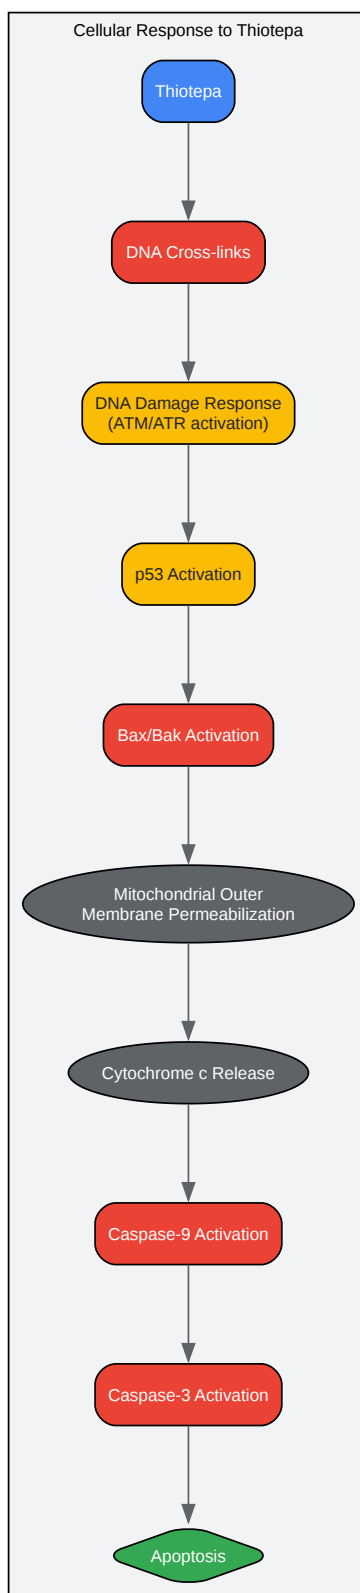 Cellular Response to Thiotepa
Thiotepa
DNA Cross-links
DNA Damage Response
(ATM/ATR activation)
p53 Activation
Bax/Bak Activation
Mitochondrial Outer
Membrane Permeabilization
Cytochrome c Release
Caspase-9 Activation
Caspase-3 Activation
Apoptosis